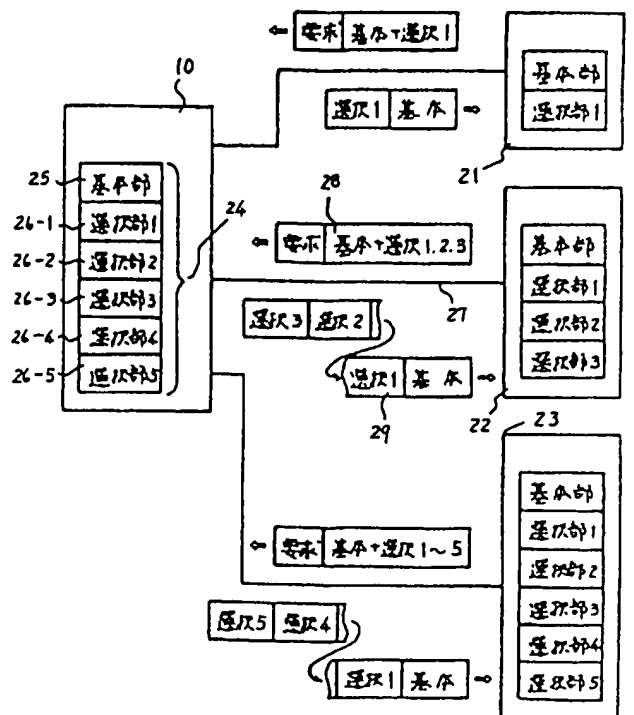 ⇦ 要求 基本+選択1
10
選択1 基本 ⇨
基本部
選択部1
21
25
基本部
26-1
選択部1
26-2
選択部2
26-3
選択部3
26-4
選択部4
26-5
選択部5
24
28
⇦ 要求 基本+選択1.2.3
27
選択3 選択2
選択1 基本 ⇨
29
基本部
選択部1
選択部2
選択部3
22
23
⇦ 要求 基本+選択1～5
選択5 選択4
選択1 基本 ⇨
基本部
選択部1
選択部2
選択部3
選択部4
選択部5